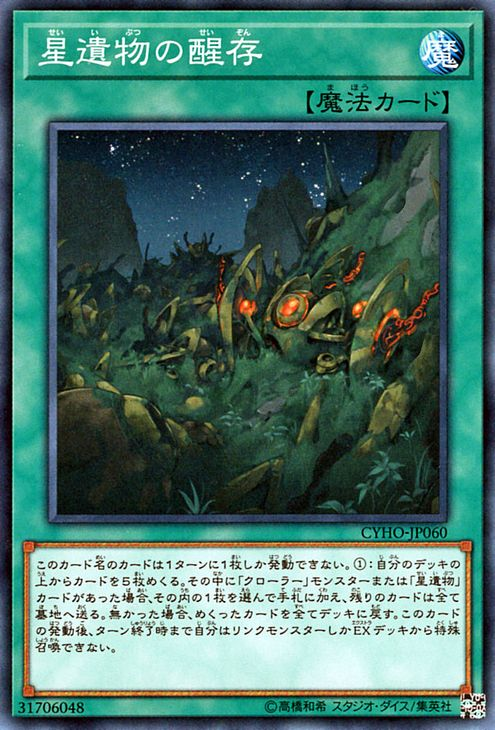 星遺物の醒存
魔
【魔法カード】
CYHO-JP060
このカード名のカードは1ターンに1枚しか発動できない。①：自分のデッキの
上からカードを5枚めくる。その中に「クローラー」モンスターまたは「星遺物」
カードがあった場合、その内の1枚を選んで手札に加え、残りのカードは全て
墓地へ送る。無かった場合、めくったカードを全てデッキに戻す。このカード
の発動後、ターン終了時まで自分はリンクモンスターしかEXデッキから特殊
召喚できない。
31706048
©高橋和希 スタジオ・ダイス/集英社